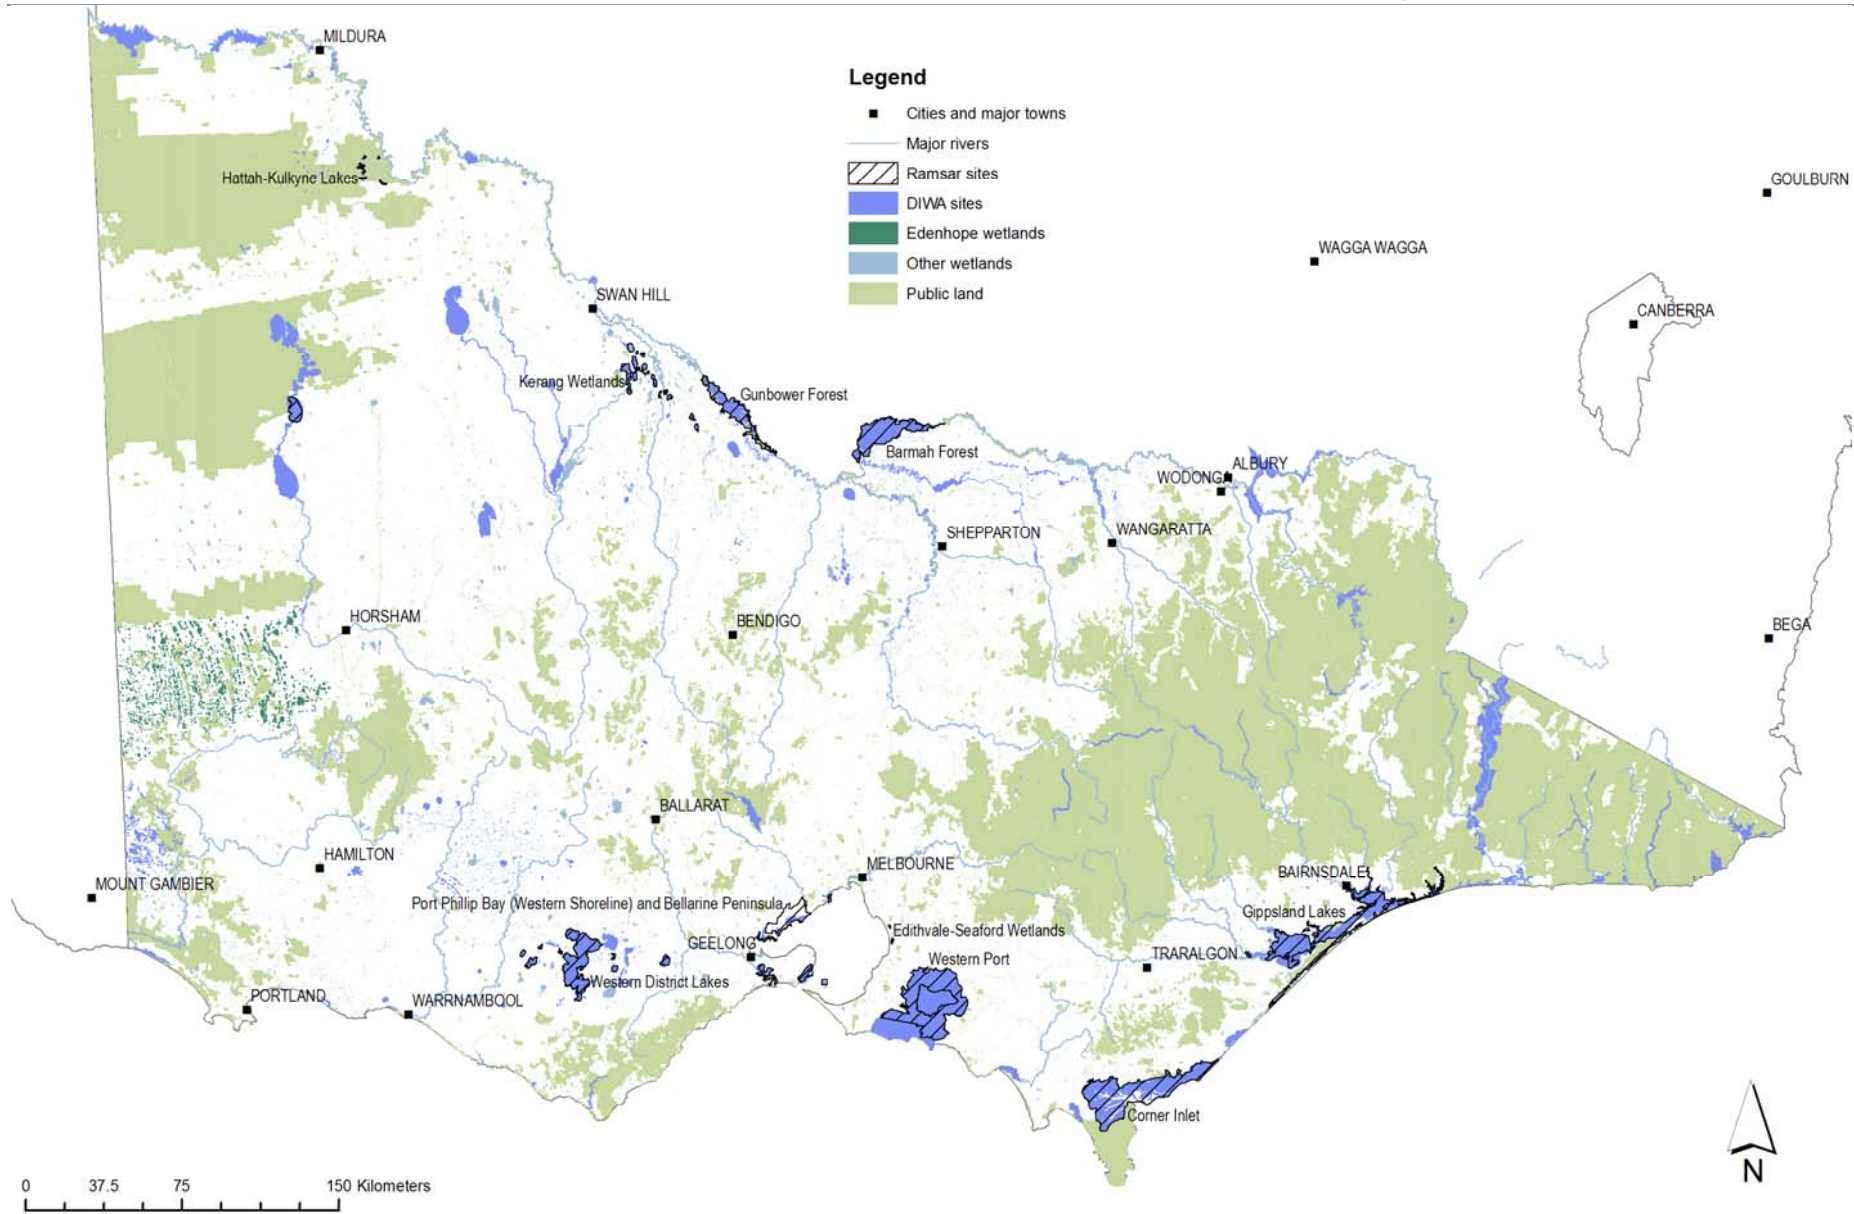 MILDURA
Legend
Cities and major towns
Major rivers
Ramsar sites
DIWA sites
Edenhope wetlands
Other wetlands
Public land
Hattah-Kulkyne Lakes
GOULBURN
WAGGA WAGGA
SWAN HILL
CANBERRA
Kerang Wetlands
Gunbower Forest
Barmah Forest
ALBURY
WODONGA
SHEPPARTON
WANGARATTA
HORSHAM
BENDIGO
BEGA
BALLARAT
HAMILTON
MELBOURNE
BAIRNSDALE
MOUNT GAMBIER
Port Phillip Bay (Western Shoreline) and Bellarine Peninsula
Gippsland Lakes
Edithvale-Seaford Wetlands
GEELONG
TRARALGON
Western Port
Western District Lakes
PORTLAND
WARRNAMBOOL
Corner Inlet
N
0 37.5 75 150 Kilometers